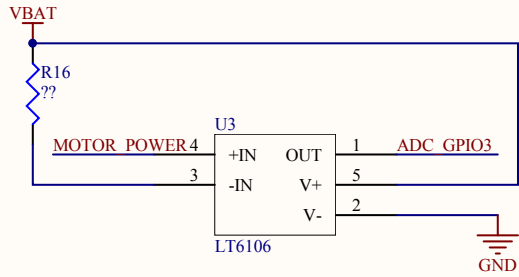 VBAT
R16
??
U3
MOTOR_POWER 4 +IN OUT 1 ADC_GPIO3
3 -IN V+ 5
V- 2
LT6106
GND